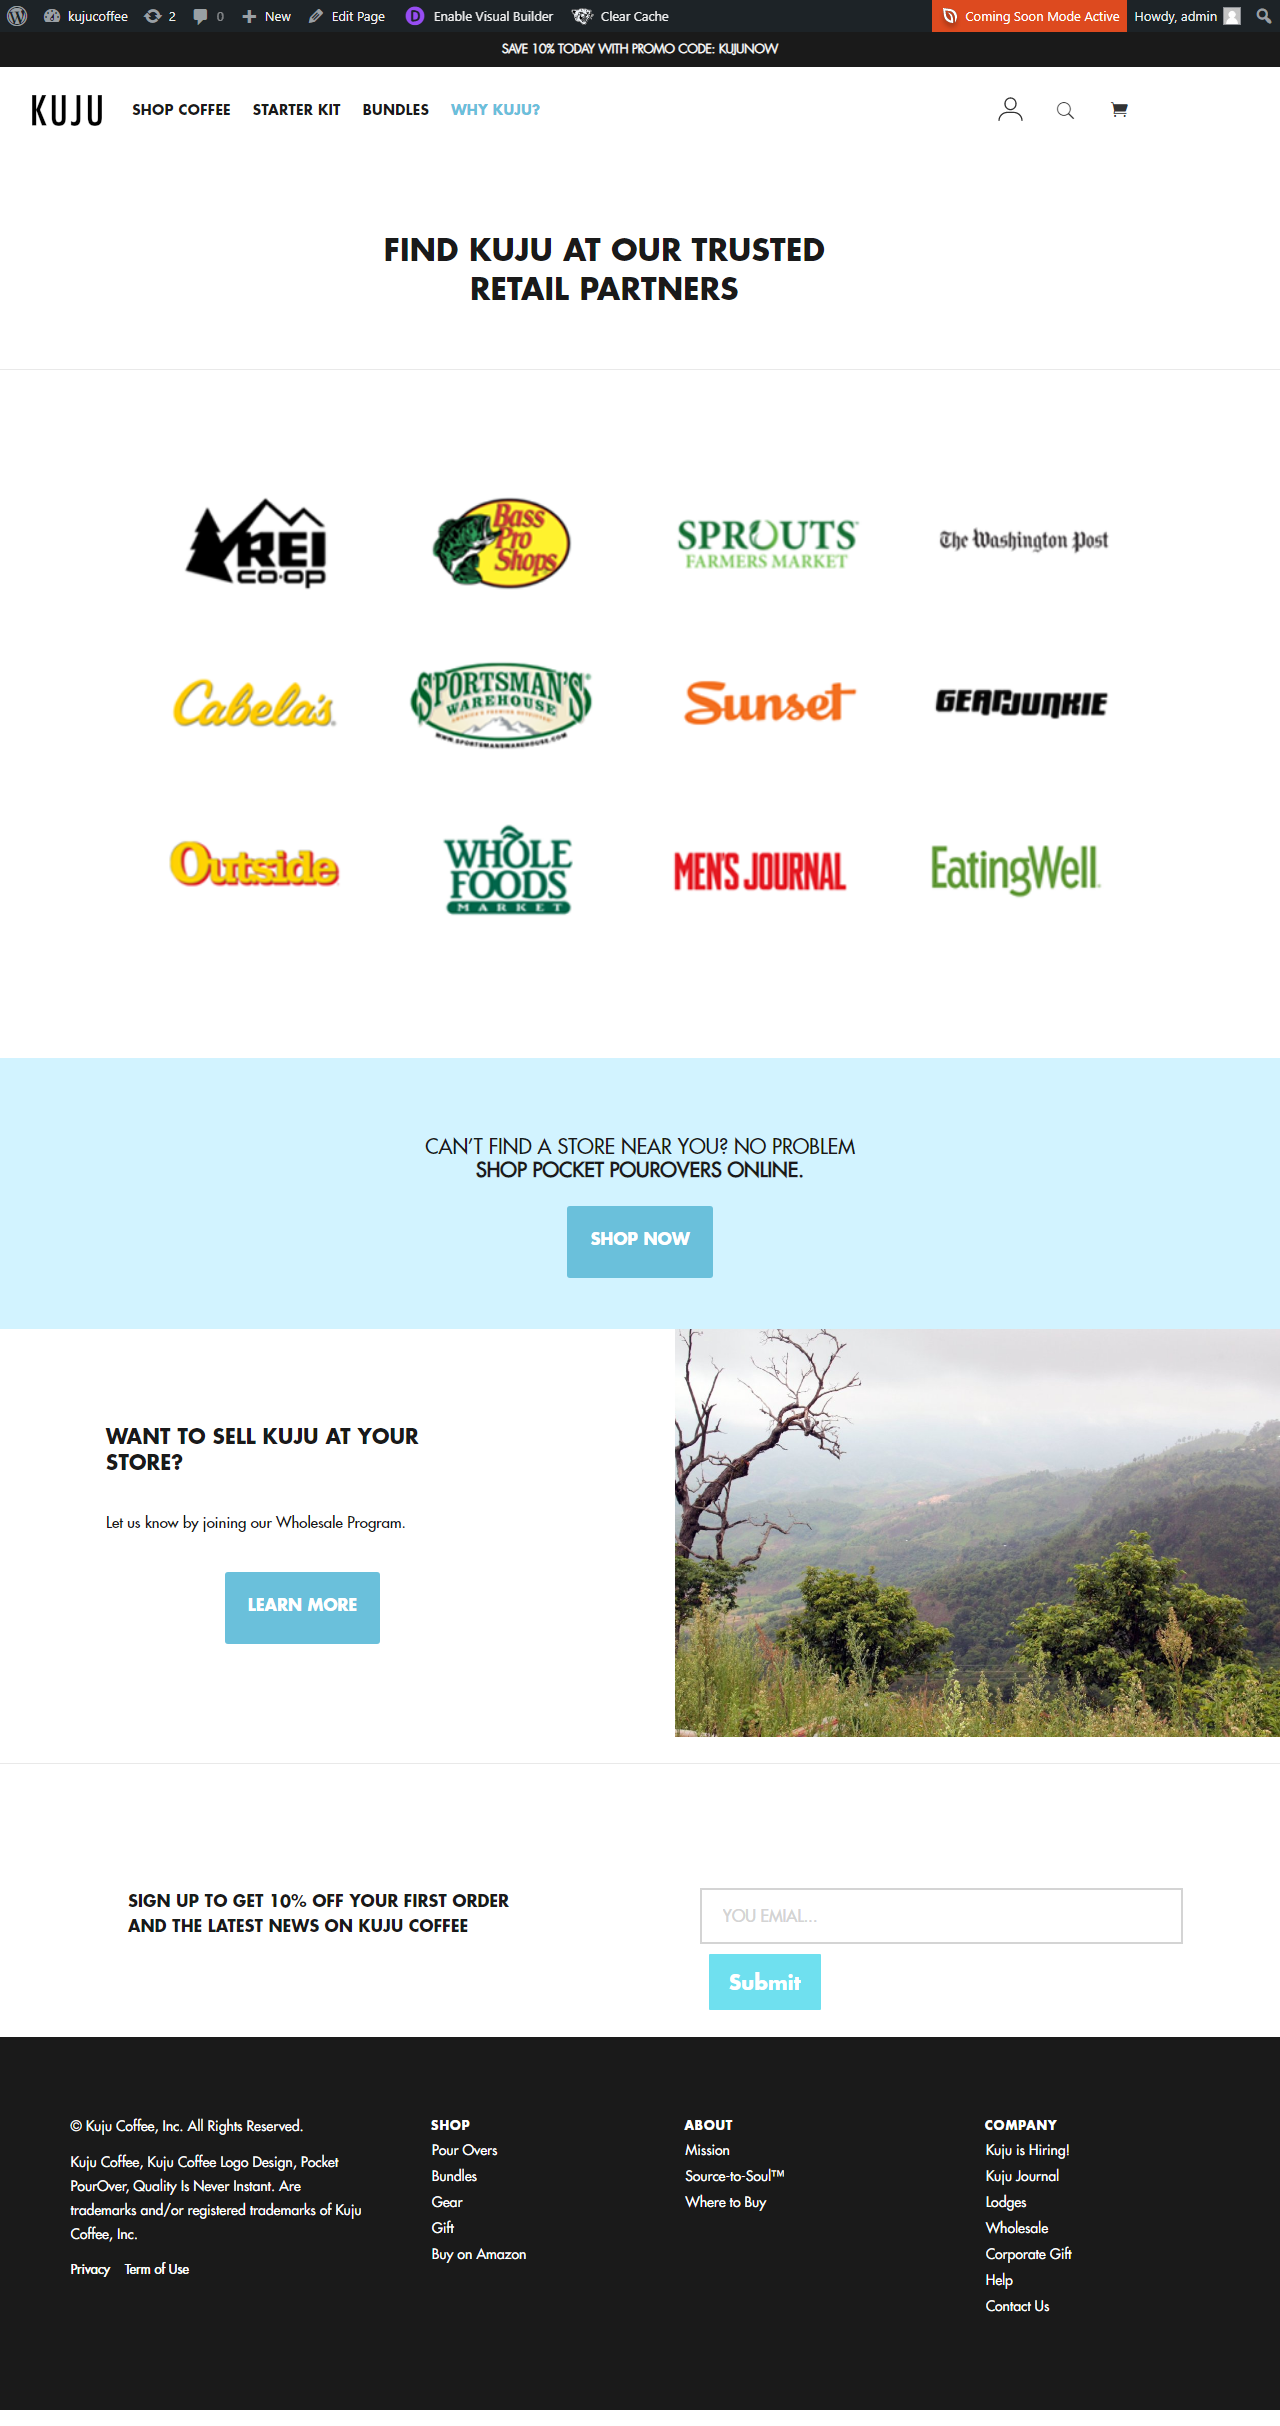 kujucoffee 2 0 New Edit Page Enable Visual Builder Clear Cache Coming Soon Mode Active Howdy, admin
SAVE 10% TODAY WITH PROMO CODE: KUJUNOW
KUJU SHOP COFFEE STARTER KIT BUNDLES WHY KUJU?
FIND KUJU AT OUR TRUSTED
RETAIL PARTNERS
REI
CO·OP
Bass
Pro
Shops
SPROUTS
FARMERS MARKET
The Washington Post
Cabela's
SPORTSMAN'S
WAREHOUSE
AMERICA'S PREMIER OUTFITTER
WWW.SPORTSMANSWAREHOUSE.COM
Sunset
GEARJUNKIE
Outside
WHOLE
FOODS
MARKET
MEN'S JOURNAL
EatingWell
CAN'T FIND A STORE NEAR YOU? NO PROBLEM
SHOP POCKET POUROVERS ONLINE.
SHOP NOW
WANT TO SELL KUJU AT YOUR
STORE?
Let us know by joining our Wholesale Program.
LEARN MORE
SIGN UP TO GET 10% OFF YOUR FIRST ORDER
AND THE LATEST NEWS ON KUJU COFFEE
YOU EMIAL...
Submit
© Kuju Coffee, Inc. All Rights Reserved.
Kuju Coffee, Kuju Coffee Logo Design, Pocket
PourOver, Quality Is Never Instant. Are
trademarks and/or registered trademarks of Kuju
Coffee, Inc.
Privacy Term of Use
SHOP
Pour Overs
Bundles
Gear
Gift
Buy on Amazon
ABOUT
Mission
Source-to-Soul™
Where to Buy
COMPANY
Kuju is Hiring!
Kuju Journal
Lodges
Wholesale
Corporate Gift
Help
Contact Us